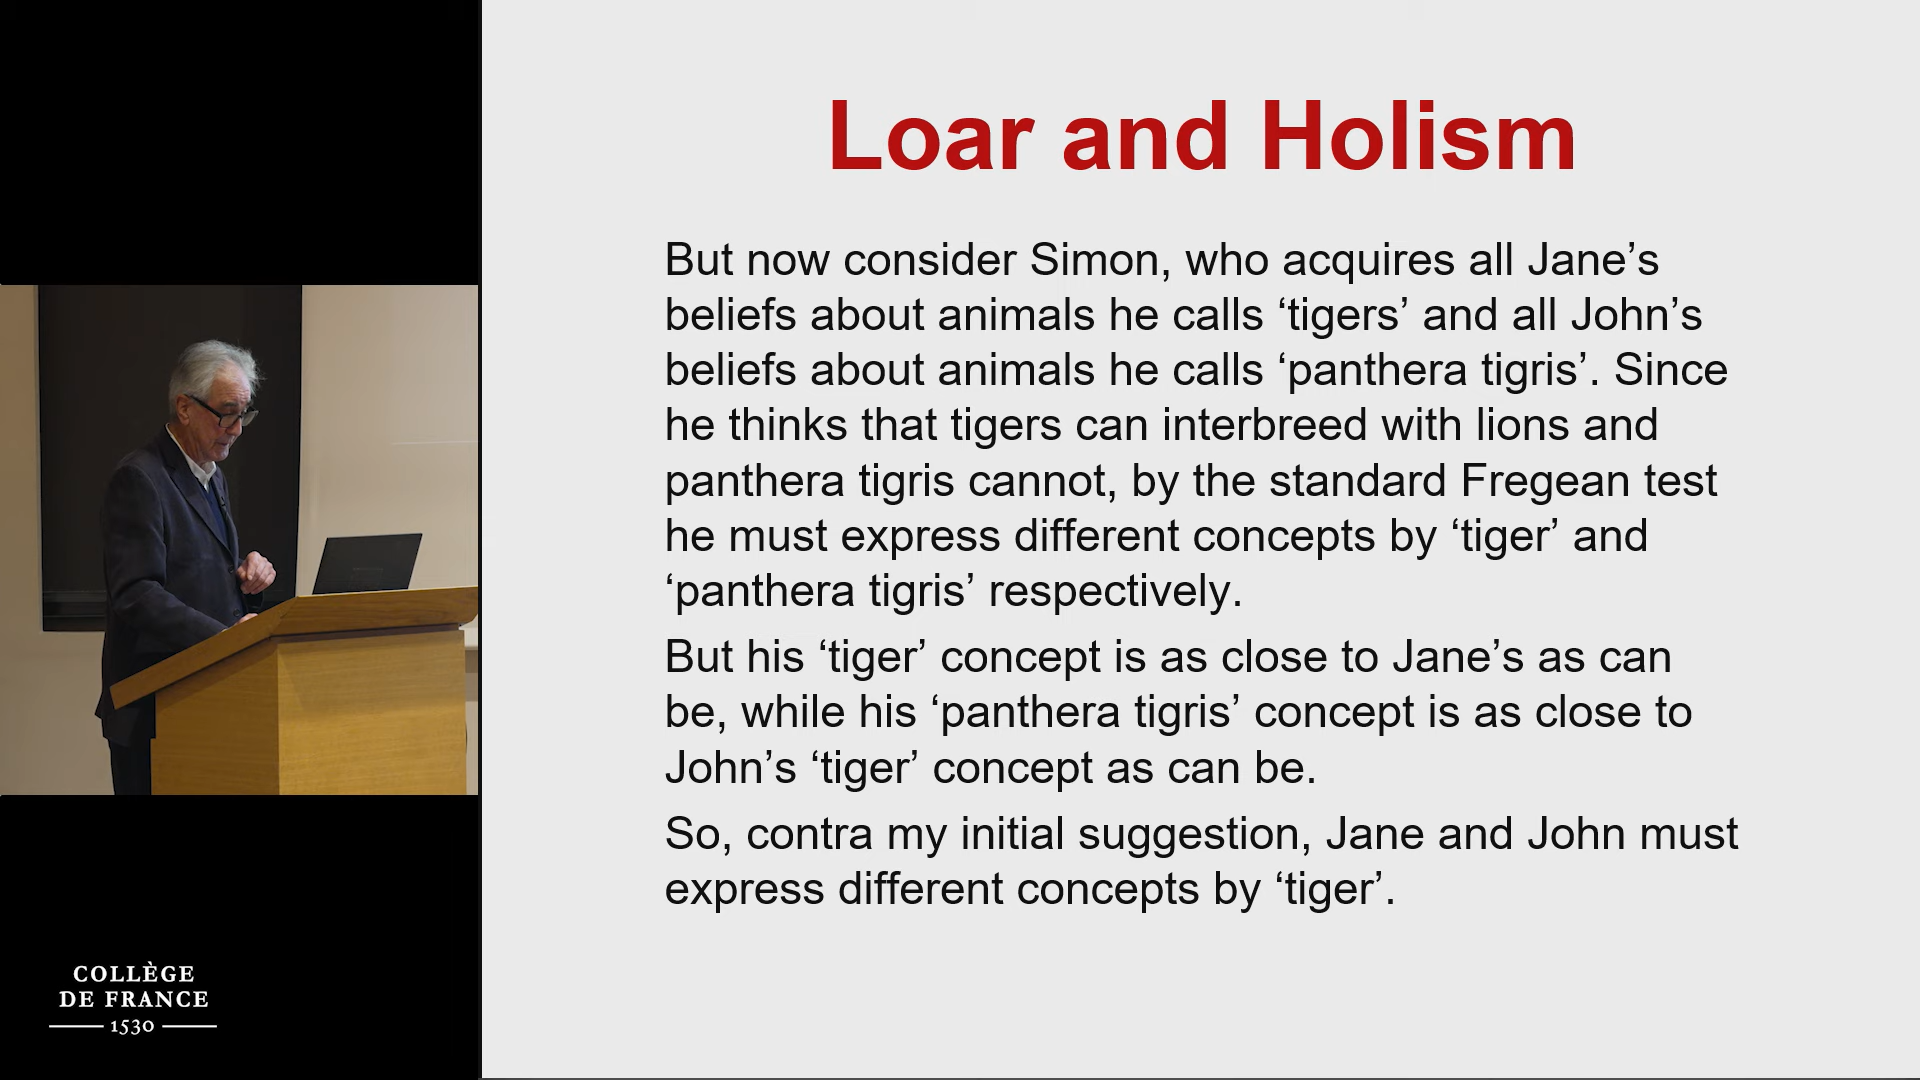 Loar and Holism
But now consider Simon, who acquires all Jane’s
beliefs about animals he calls ‘tigers’ and all John’s
beliefs about animals he calls ‘panthera tigris’. Since
he thinks that tigers can interbreed with lions and
panthera tigris cannot, by the standard Fregean test
he must express different concepts by ‘tiger’ and
‘panthera tigris’ respectively.
But his ‘tiger’ concept is as close to Jane’s as can
be, while his ‘panthera tigris’ concept is as close to
John’s ‘tiger’ concept as can be.
So, contra my initial suggestion, Jane and John must
express different concepts by ‘tiger’.
COLLÈGE
DE FRANCE
1530